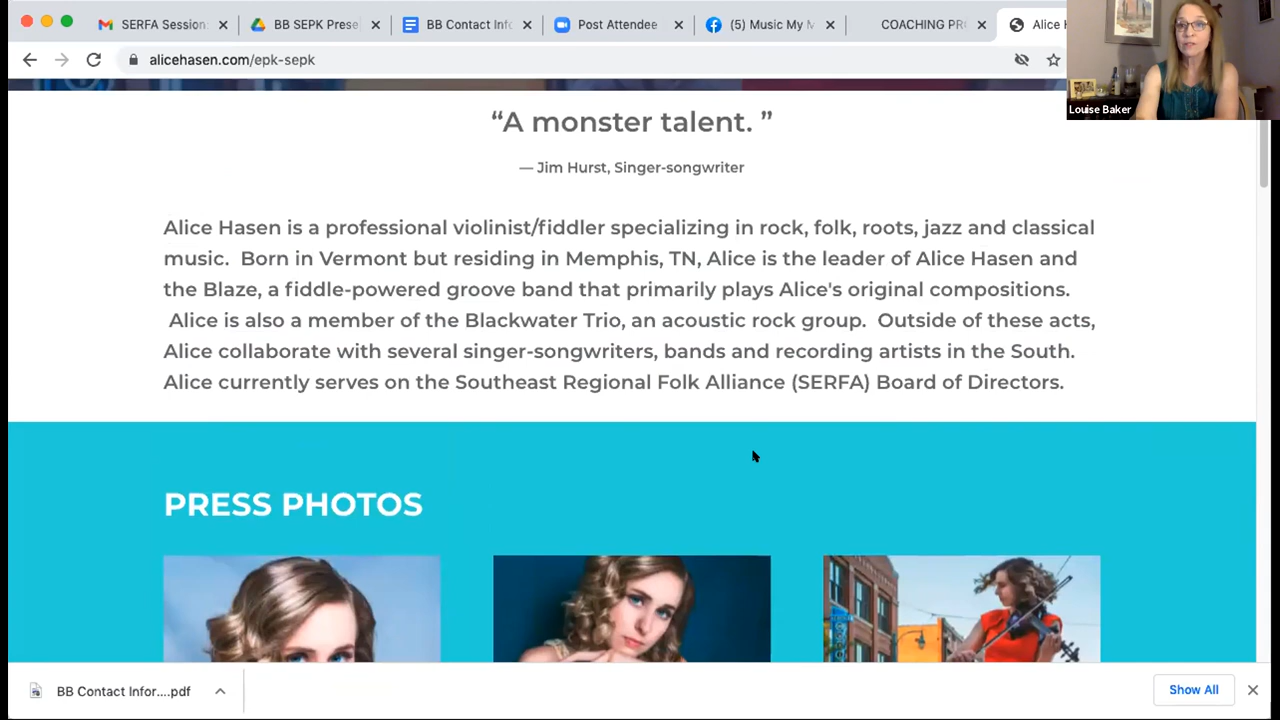 SERFA Session
BB SEPK Prese
BB Contact Info
Post Attendee
(5) Music My M
COACHING PR
Alice H
alicehasen.com/epk-sepk
Louise Baker
“A monster talent. ”
— Jim Hurst, Singer-songwriter
Alice Hasen is a professional violinist/fiddler specializing in rock, folk, roots, jazz and classical
music. Born in Vermont but residing in Memphis, TN, Alice is the leader of Alice Hasen and
the Blaze, a fiddle-powered groove band that primarily plays Alice's original compositions.
Alice is also a member of the Blackwater Trio, an acoustic rock group. Outside of these acts,
Alice collaborate with several singer-songwriters, bands and recording artists in the South.
Alice currently serves on the Southeast Regional Folk Alliance (SERFA) Board of Directors.
PRESS PHOTOS
BB Contact Infor....pdf
Show All